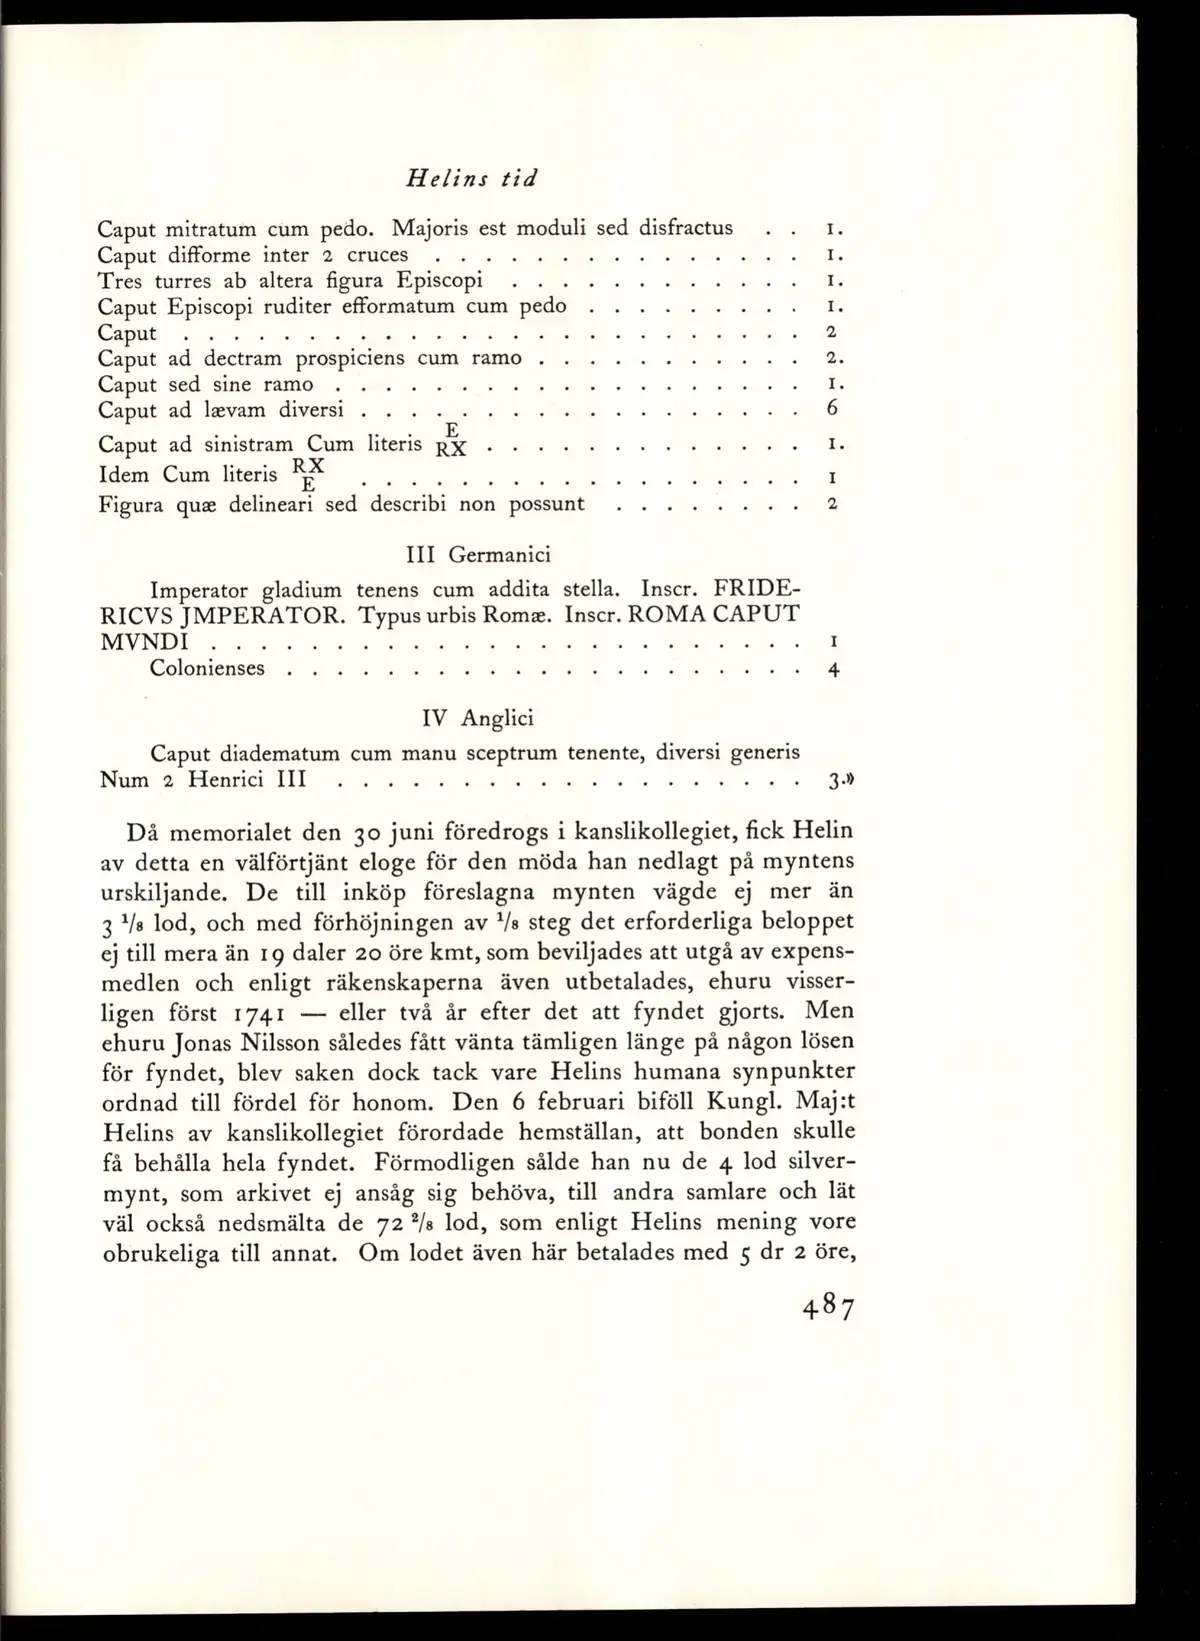 Helins tid
Caput mitratum cum pedo. Majoris est moduli sed disfractus . . 1.
Caput difforme inter 2 cruces . . . . . . . . . . . . . . . 1.
Tres turres ab altera figura Episcopi . . . . . . . . . . . . 1.
Caput Episcopi ruditer efformatum cum pedo . . . . . . . . . 1.
Caput . . . . . . . . . . . . . . . . . . . . . . . . . 2
Caput ad dectram prospiciens cum ramo . . . . . . . . . . . 2.
Caput sed sine ramo . . . . . . . . . . . . . . . . . . . 1.
Caput ad lævam diversi . . . . . . . . . . . . . . . . . . 6
E
Caput ad sinistram Cum literis RX . . . . . . . . . . . . . 1.
Idem Cum literis RX . . . . . . . . . . . . . . . . . . 1
E
Figura quæ delineari sed describi non possunt . . . . . . . . 2
III Germanici
Imperator gladium tenens cum addita stella. Inscr. FRIDE-
RICVS JMPERATOR. Typus urbis Romæ. Inscr. ROMA CAPUT
MVNDI . . . . . . . . . . . . . . . . . . . . . . . . 1
Colonienses . . . . . . . . . . . . . . . . . . . . . 4
IV Anglici
Caput diadematum cum manu sceptrum tenente, diversi generis
Num 2 Henrici III . . . . . . . . . . . . . . . . . . . 3.»
Då memorialet den 30 juni föredrogs i kanslikollegiet, fick Helin
av detta en välförtjänt eloge för den möda han nedlagt på myntens
urskiljande. De till inköp föreslagna mynten vägde ej mer än
3 1/8 lod, och med förhöjningen av 1/8 steg det erforderliga beloppet
ej till mera än 19 daler 20 öre kmt, som beviljades att utgå av expens-
medlen och enligt räkenskaperna även utbetalades, ehuru visser-
ligen först 1741 — eller två år efter det att fyndet gjorts. Men
ehuru Jonas Nilsson således fått vänta tämligen länge på någon lösen
för fyndet, blev saken dock tack vare Helins humana synpunkter
ordnad till fördel för honom. Den 6 februari biföll Kungl. Maj:t
Helins av kanslikollegiet förordade hemställan, att bonden skulle
få behålla hela fyndet. Förmodligen sålde han nu de 4 lod silver-
mynt, som arkivet ej ansåg sig behöva, till andra samlare och lät
väl också nedsmälta de 72 2/8 lod, som enligt Helins mening vore
obrukeliga till annat. Om lodet även här betalades med 5 dr 2 öre,
487